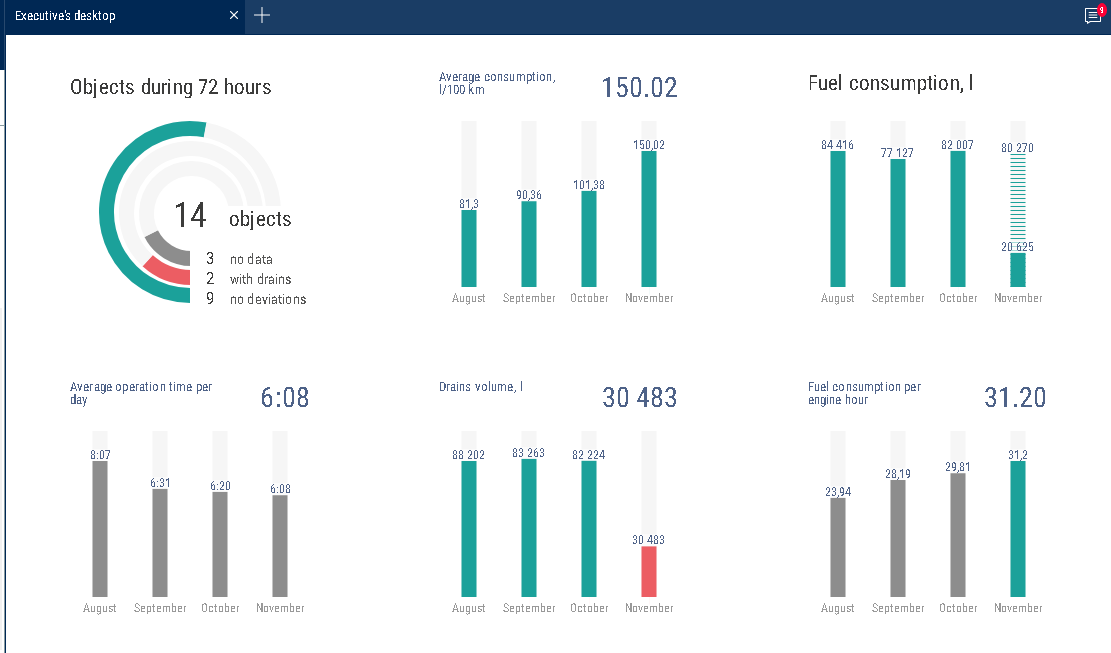 Executive's desktop
9
Objects during 72 hours
14 objects
3 no data
2 with drains
9 no deviations
Average consumption,
l/100 km
150.02
81,3
90,36
101,38
150,02
August September October November
Fuel consumption, l
84 416
77 127
82 007
80 270
20 625
August September October November
Average operation time per
day
6:08
8:07
6:31
6:20
6:08
August September October November
Drains volume, l
30 483
88 202
83 263
82 224
30 483
August September October November
Fuel consumption per
engine hour
31.20
23,94
28,19
29,81
31,2
August September October November